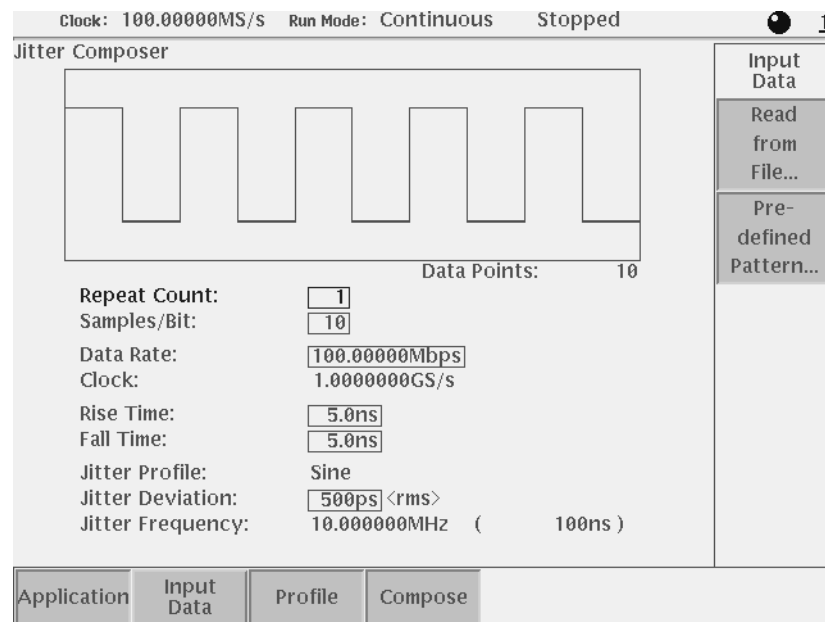 Clock: 100.00000MS/s Run Mode: Continuous Stopped
Jitter Composer
Data Points: 10
Repeat Count: 1
Samples/Bit: 10
Data Rate: 100.00000Mbps
Clock: 1.0000000GS/s
Rise Time: 5.0ns
Fall Time: 5.0ns
Jitter Profile: Sine
Jitter Deviation: 500ps <rms>
Jitter Frequency: 10.000000MHz ( 100ns )
Input
Data
Read
from
File...
Pre-
defined
Pattern...
Application
Input
Data
Profile
Compose